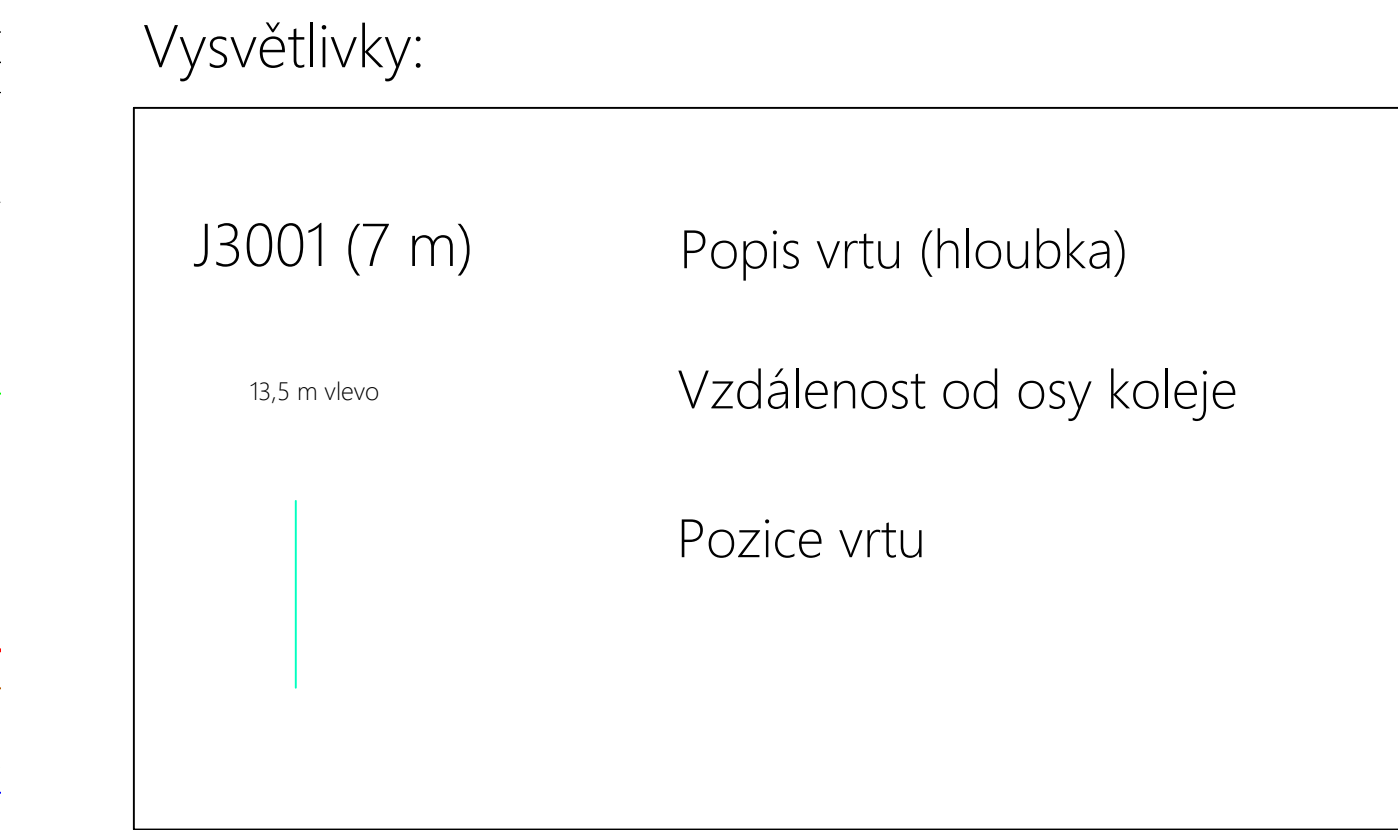 Vysvětlivky:
J3001 (7 m) Popis vrtu (hloubka)
13,5 m vlevo Vzdálenost od osy koleje
Pozice vrtu